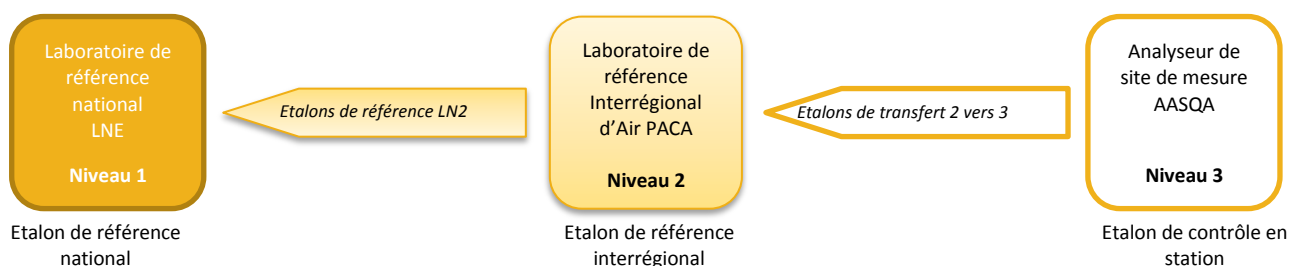 Laboratoire de
référence
national
LNE
Niveau 1
Etalon de référence
national
Etalons de référence LN2
Laboratoire de
référence
Interrégional
d'Air PACA
Niveau 2
Etalon de référence
interrégional
Etalons de transfert 2 vers 3
Analyseur de
site de mesure
AASQA
Niveau 3
Etalon de contrôle en
station